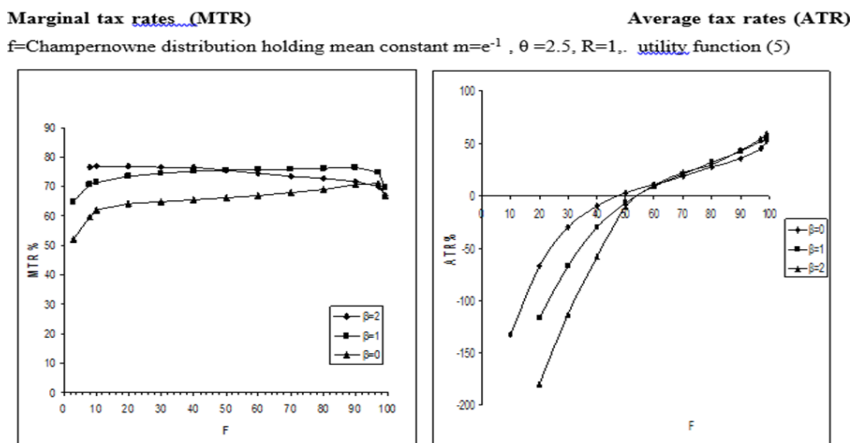 Marginal tax rates (MTR)
Average tax rates (ATR)
f=Champernowne distribution holding mean constant m=e-1 , θ =2.5, R=1,. utility function (5)
90
80
70
60
50
40
30
20
10
0
MTR%
0 10 20 30 40 50 60 70 80 90 100
F
β=2
β=1
β=0
100
50
0
-50
-100
-150
-200
ATR%
0 10 20 30 40 50 60 70 80 90 100
F
β=0
β=1
β=2